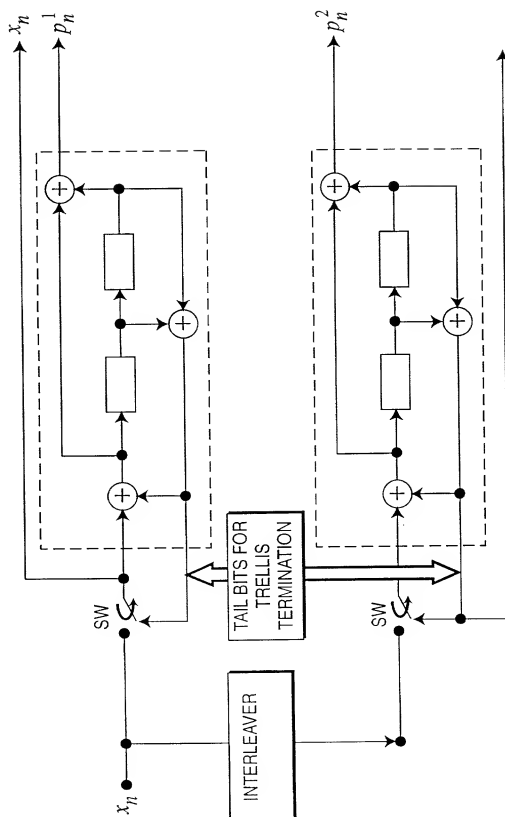 x_n
SW
x_n
p_n^1
+
+
+
TAIL BITS FOR
TRELLIS
TERMINATION
INTERLEAVER
SW
p_n^2
+
+
+